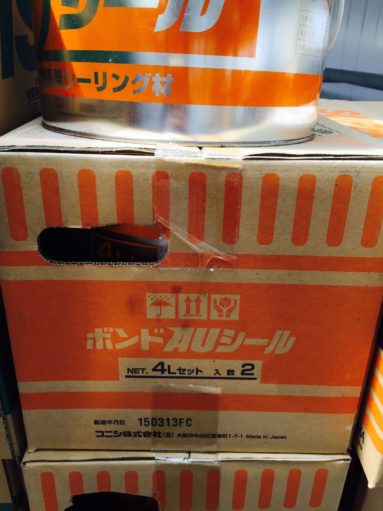 シール
シーリング材
ボンドAUシール
NET. 4Lセット 入数 2
製造年月日 150313FC
コニシ株式会社
Made in Japan